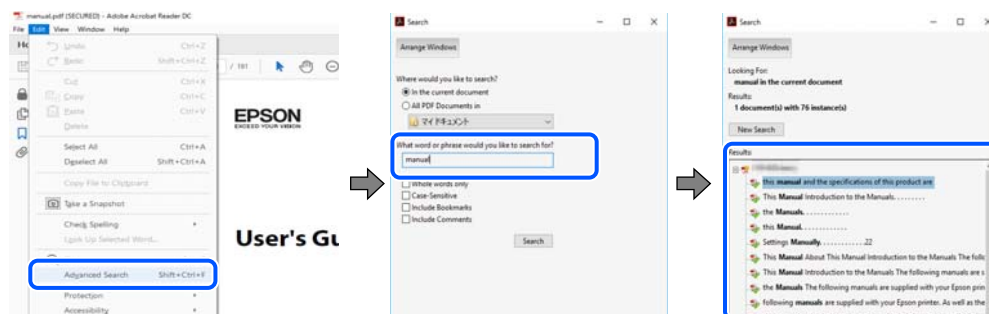 manual.pdf (SECURED) - Adobe Acrobat Reader DC
File Edit View Window Help
Undo Ctrl+Z
Redo Shift+Ctrl+Z
Cut Ctrl+X
Copy Ctrl+C
Paste Ctrl+V
Delete
Select All Ctrl+A
Deselect All Shift+Ctrl+A
Copy File to Clipboard
Take a Snapshot
Check Spelling
Look Up Selected Word...
Advanced Search Shift+Ctrl+F
Protection
Accessibility
/ 191
EPSON
EXCEED YOUR VISION
User's Gu
Search
Arrange Windows
Where would you like to search?
In the current document
All PDF Documents in
マイ ドキュメント
What word or phrase would you like to search for?
manual
Whole words only
Case-Sensitive
Include Bookmarks
Include Comments
Search
Search
Arrange Windows
Looking For:
manual in the current document
Results:
1 document(s) with 76 instance(s)
New Search
Results:
this manual and the specifications of this product are
This Manual Introduction to the Manuals. . . . . . . . .
the Manuals. . . . . . . . . . . . .
this Manual. . . . . . . . . . . . .
Settings Manually. . . . . . . . . . . . .22
This Manual About This Manual Introduction to the Manuals The follo
This Manual Introduction to the Manuals The following manuals are s
the Manuals The following manuals are supplied with your Epson prin
following manuals are supplied with your Epson printer. As well as the